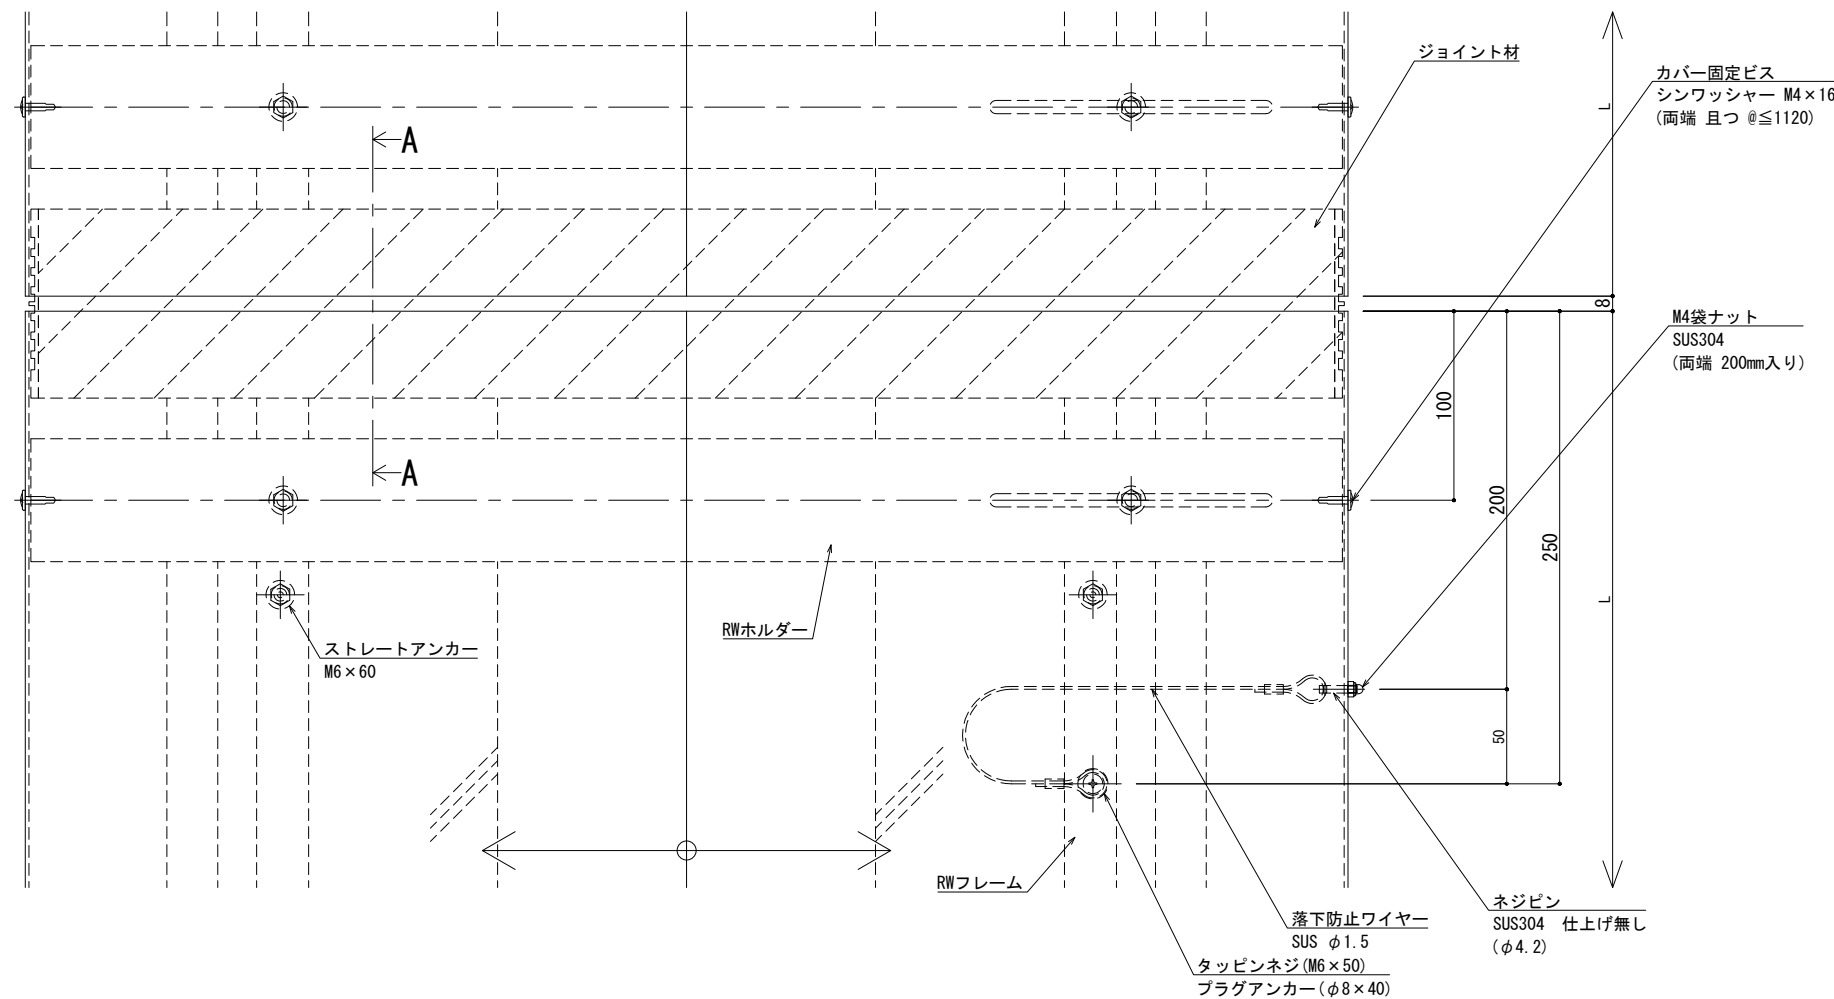 ジョイント材
カバー固定ビス
シンワッシャー M4×16
(両端 且つ @≦1120)
L
A
8
M4袋ナット
SUS304
(両端 200mm入り)
100
A
200
250
L
RWホルダー
ストレートアンカー
M6×60
50
RWフレーム
ネジピン
SUS304 仕上げ無し
(φ4.2)
落下防止ワイヤー
SUS φ1.5
タッピンネジ(M6×50)
プラグアンカー(φ8×40)